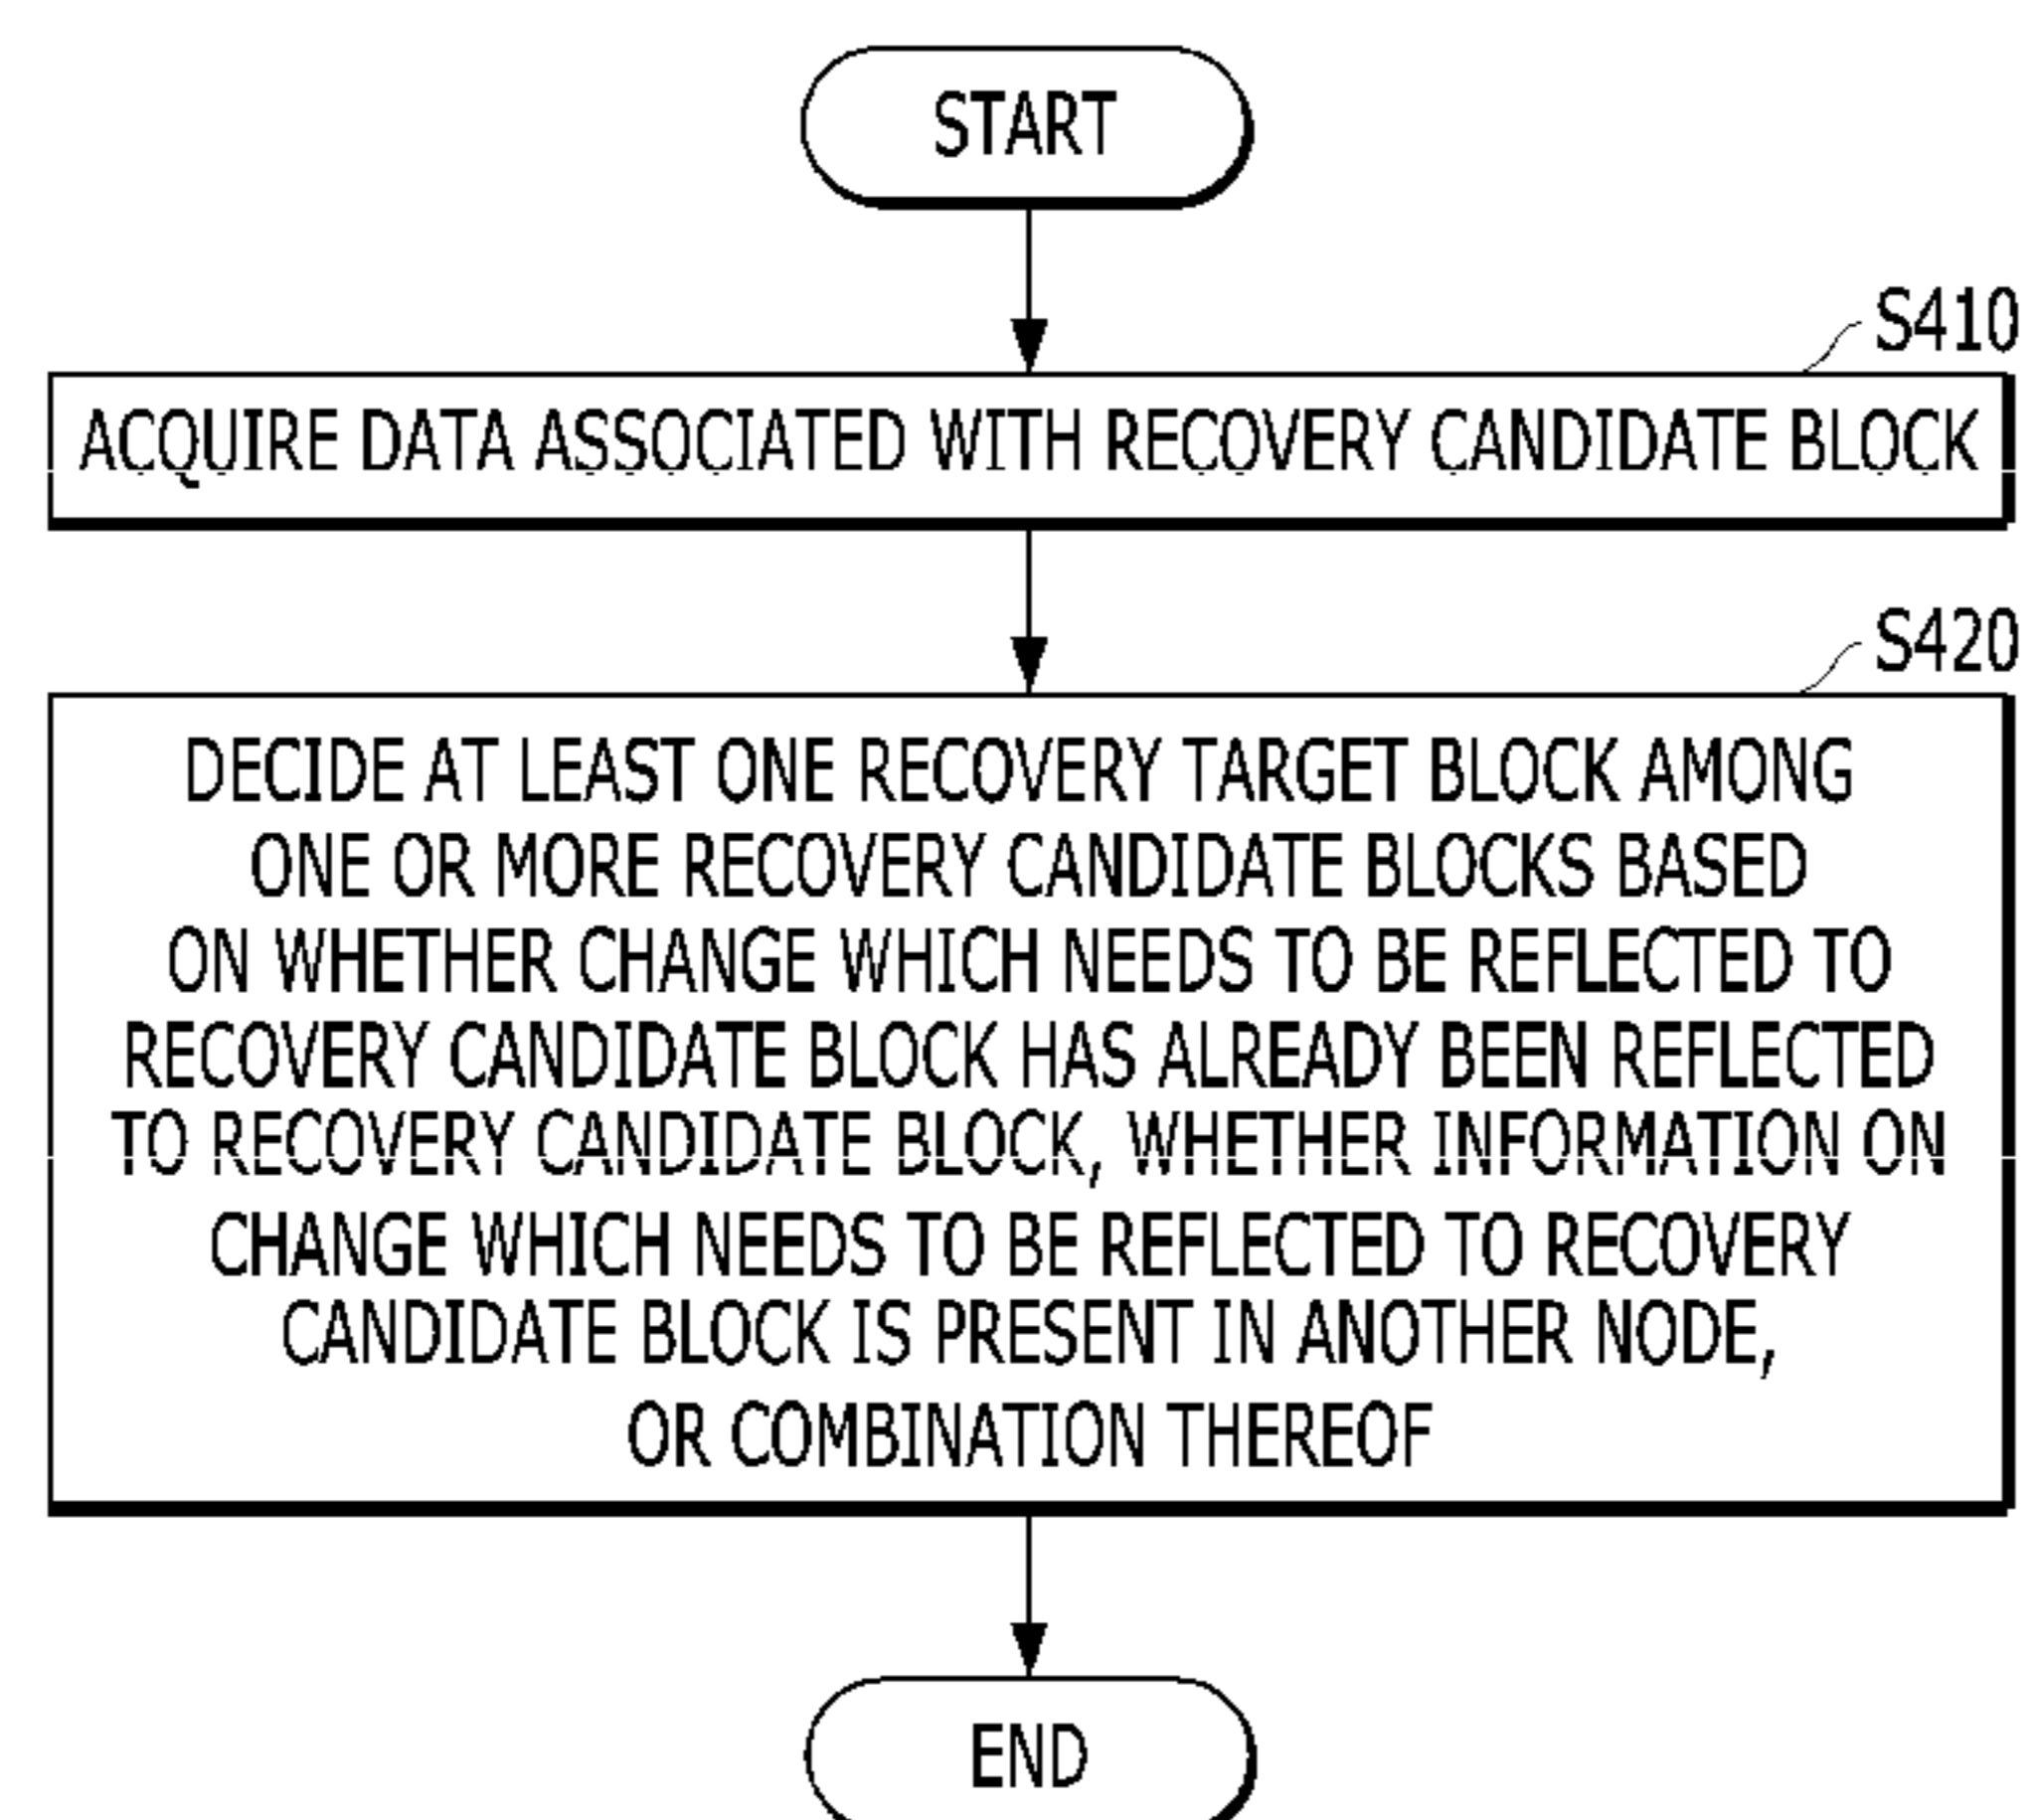 START
S410
ACQUIRE DATA ASSOCIATED WITH RECOVERY CANDIDATE BLOCK
S420
DECIDE AT LEAST ONE RECOVERY TARGET BLOCK AMONG
ONE OR MORE RECOVERY CANDIDATE BLOCKS BASED
ON WHETHER CHANGE WHICH NEEDS TO BE REFLECTED TO
RECOVERY CANDIDATE BLOCK HAS ALREADY BEEN REFLECTED
TO RECOVERY CANDIDATE BLOCK, WHETHER INFORMATION ON
CHANGE WHICH NEEDS TO BE REFLECTED TO RECOVERY
CANDIDATE BLOCK IS PRESENT IN ANOTHER NODE,
OR COMBINATION THEREOF
END